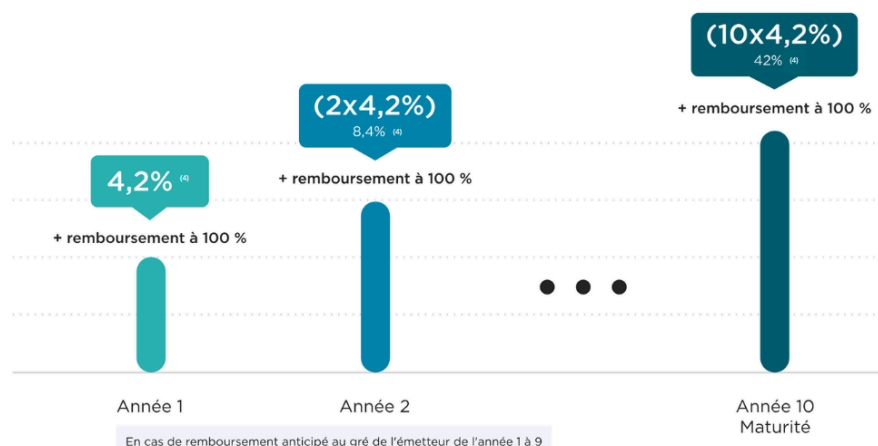 (10x4,2%)
42% (4)
+ remboursement à 100 %
(2x4,2%)
8,4% (4)
+ remboursement à 100 %
4,2% (4)
+ remboursement à 100 %
Année 1
Année 2
Année 10
Maturité
En cas de remboursement anticipé au gré de l'émetteur de l'année 1 à 9